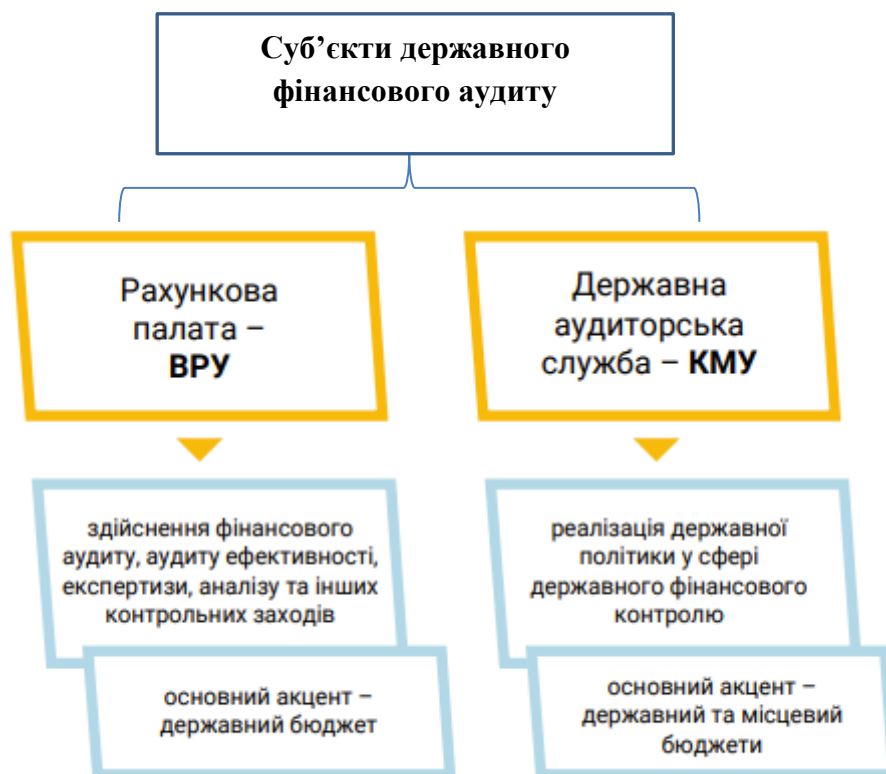 Суб’єкти державного
фінансового аудиту
Рахункова
палата –
ВРУ
Державна
аудиторська
служба – КМУ
здійснення фінансового
аудиту, аудиту ефективності,
експертизи, аналізу та інших
контрольних заходів
основний акцент –
державний бюджет
реалізація державної
політики у сфері
державного фінансового
контролю
основний акцент –
державний та місцевий
бюджети